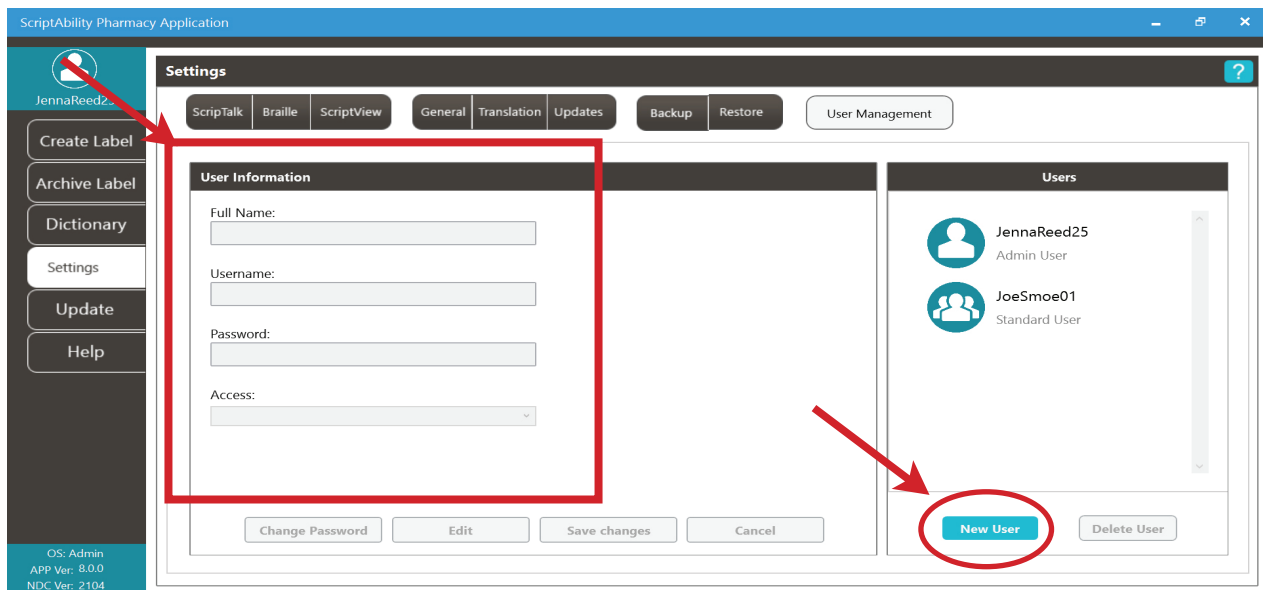 ScriptAbility Pharmacy Application
JennaReed25
Create Label
Archive Label
Dictionary
Settings
Update
Help
OS: Admin
APP Ver: 8.0.0
NDC Ver: 2104
Settings
?
ScripTalk Braille ScriptView General Translation Updates Backup Restore User Management
User Information
Full Name:
Username:
Password:
Access:
Change Password Edit Save changes Cancel
Users
JennaReed25
Admin User
JoeSmoe01
Standard User
New User Delete User